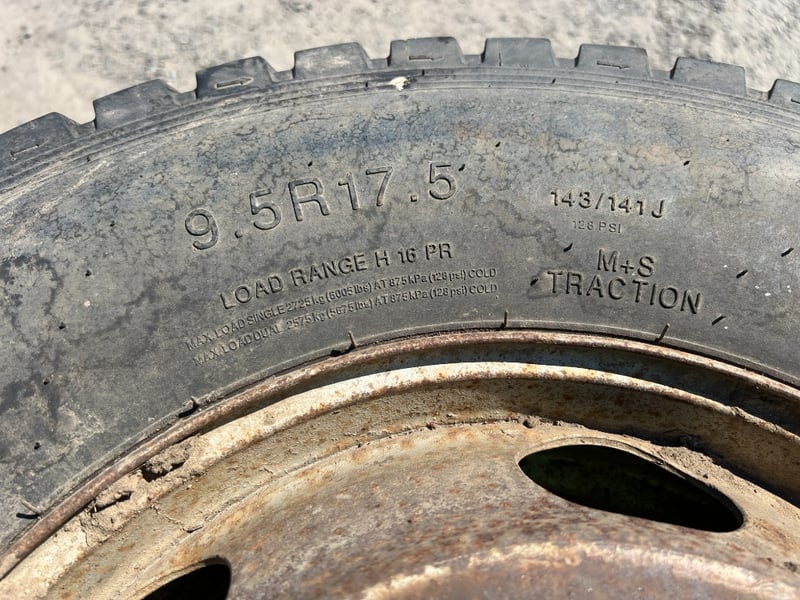 9.5R17.5
143/141J
128 PSI
LOAD RANGE H 16 PR
M+S
TRACTION
MAX LOAD SINGLE 2725 kg (6005 lbs) AT 875 kPa (128 psi) COLD
MAX LOAD DUAL 2575 kg (5675 lbs) AT 875 kPa (128 psi) COLD